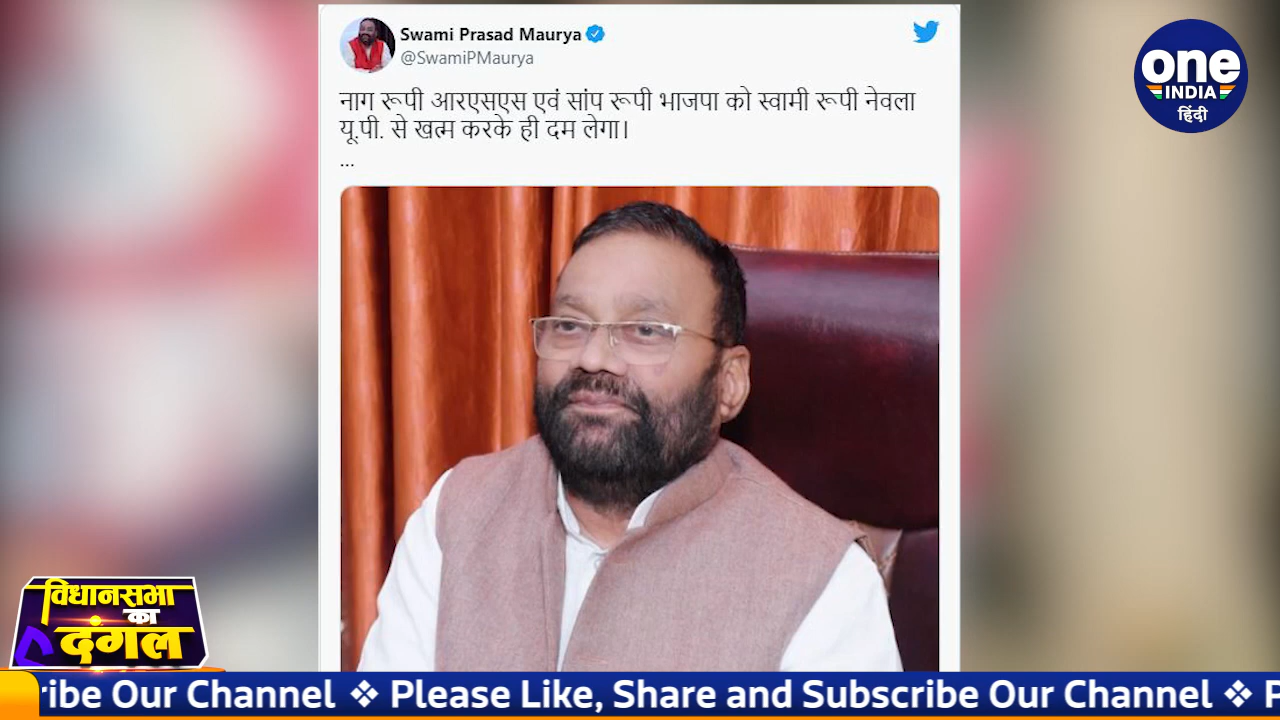 Swami Prasad Maurya
@SwamiPMaurya
नाग रूपी आरएसएस एवं सांप रूपी भाजपा को स्वामी रूपी नेवला
यू.पी. से खत्म करके ही दम लेगा।
...
one
INDIA
हिंदी
विधानसभा
का
दंगल
ribe Our Channel ❖ Please Like, Share and Subscribe Our Channel ❖ P